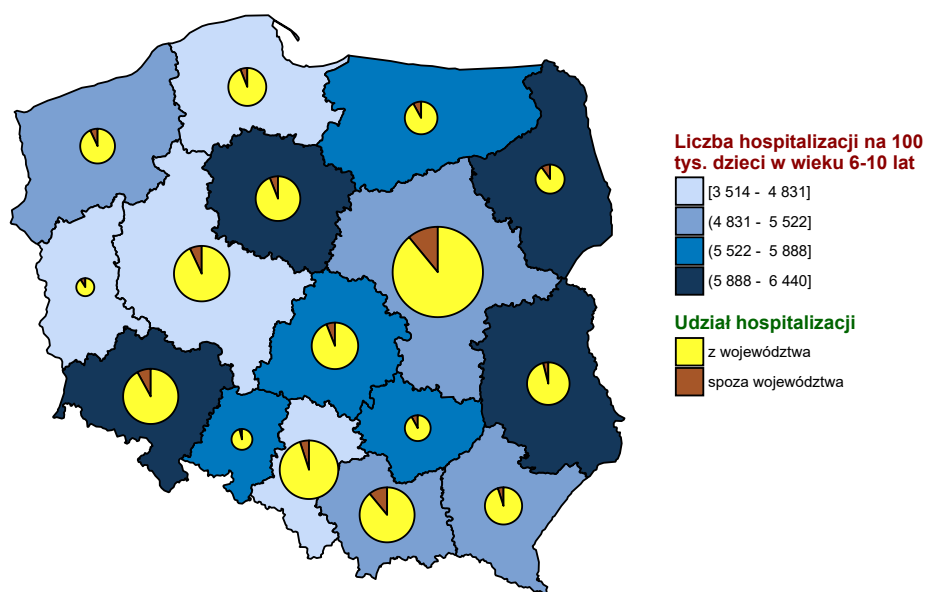 Liczba hospitalizacji na 100
tys. dzieci w wieku 6-10 lat
[3 514 - 4 831]
(4 831 - 5 522]
(5 522 - 5 888]
(5 888 - 6 440]
Udział hospitalizacji
z województwa
spoza województwa